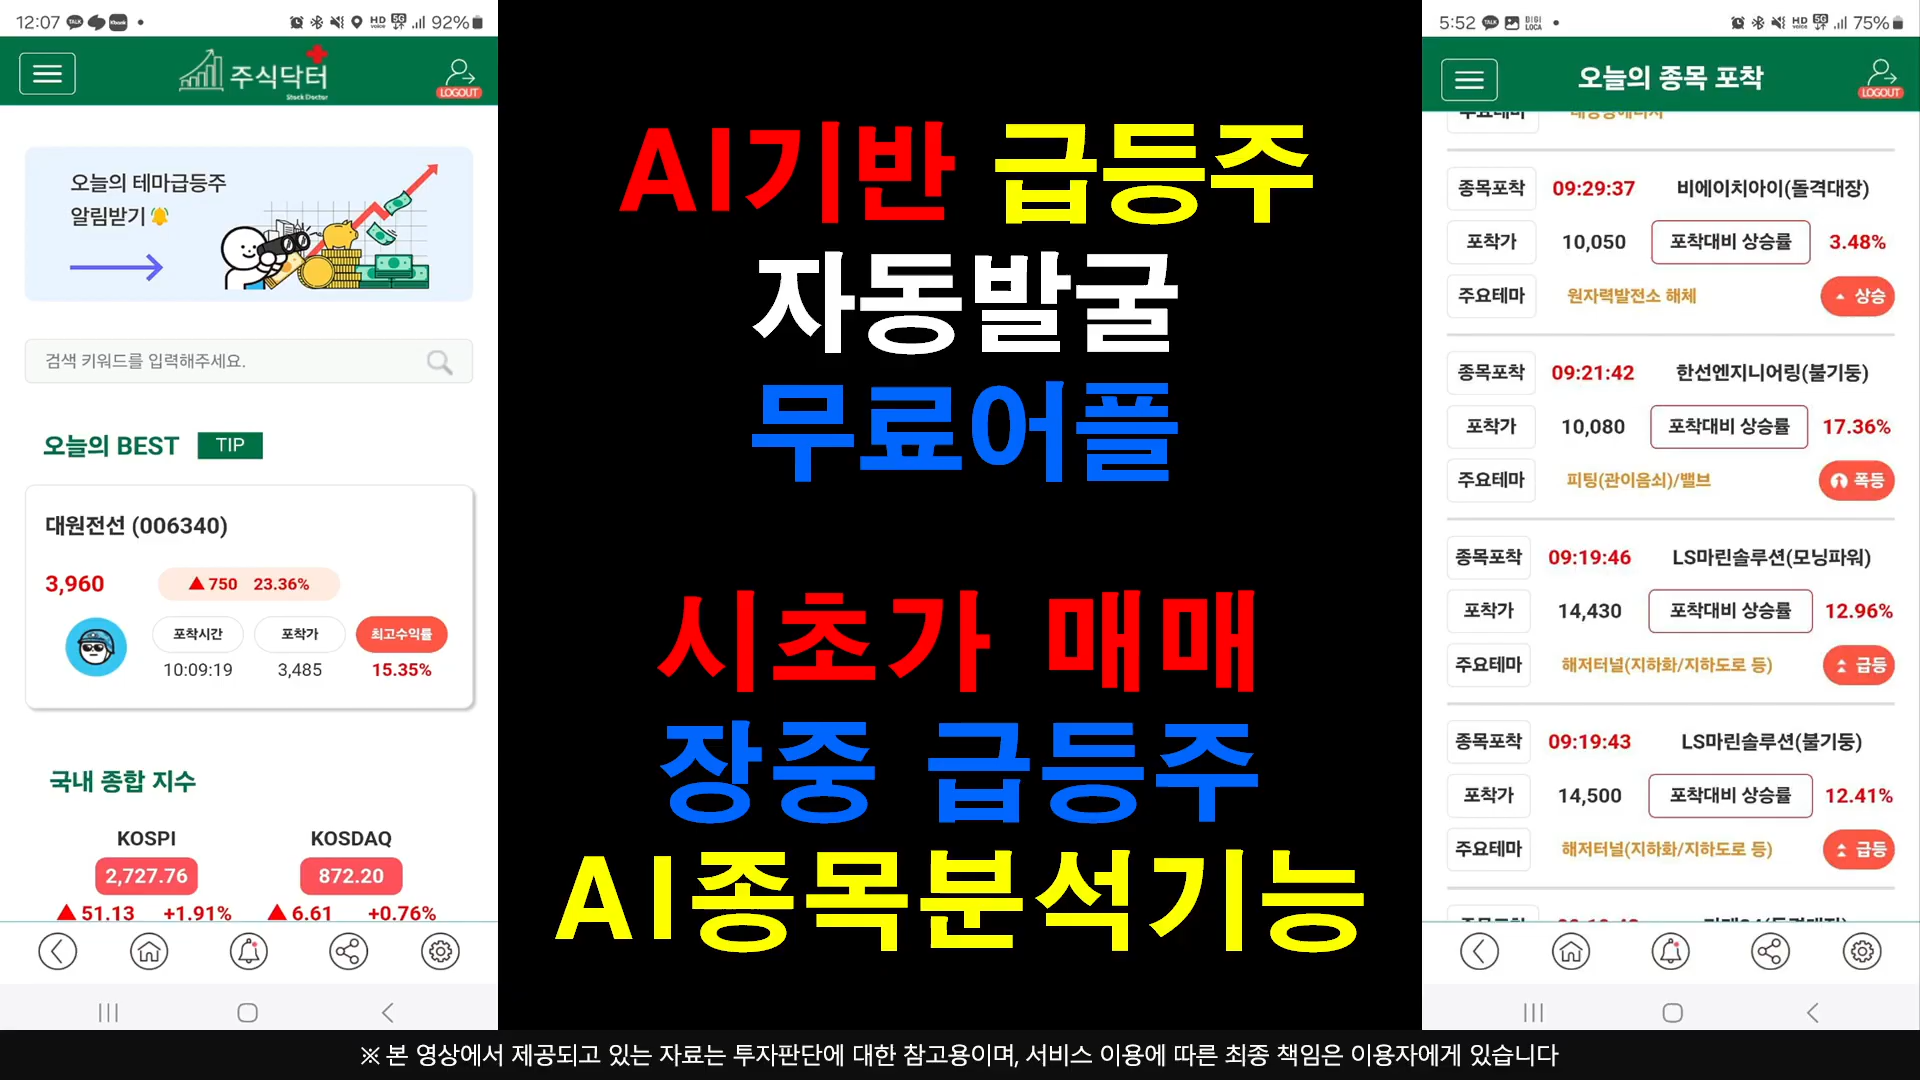 12:07
HD voice
5G
92%
주식닥터
Stock Doctor
LOGOUT
오늘의 테마급등주
알림받기
검색 키워드를 입력해주세요.
오늘의 BEST TIP
대원전선 (006340)
3,960 ▲ 750 23.36%
포착시간 포착가 최고수익률
10:09:19 3,485 15.35%
국내 종합 지수
KOSPI KOSDAQ
2,727.76 872.20
▲ 51.13 +1.91% ▲ 6.61 +0.76%
AI기반 급등주
자동발굴
무료어플
시초가 매매
장중 급등주
AI종목분석기능
5:52
DIGI LOCA
HD voice
5G
75%
오늘의 종목 포착
LOGOUT
주요테마
종목포착 09:29:37 비에이치아이(돌격대장)
포착가 10,050 포착대비 상승률 3.48%
주요테마 원자력발전소 해체 상승
종목포착 09:21:42 한선엔지니어링(불기둥)
포착가 10,080 포착대비 상승률 17.36%
주요테마 피팅(관이음쇠)/밸브 폭등
종목포착 09:19:46 LS마린솔루션(모닝파워)
포착가 14,430 포착대비 상승률 12.96%
주요테마 해저터널(지하화/지하도로 등) 급등
종목포착 09:19:43 LS마린솔루션(불기둥)
포착가 14,500 포착대비 상승률 12.41%
주요테마 해저터널(지하화/지하도로 등) 급등
종목포착
※ 본 영상에서 제공되고 있는 자료는 투자판단에 대한 참고용이며, 서비스 이용에 따른 최종 책임은 이용자에게 있습니다